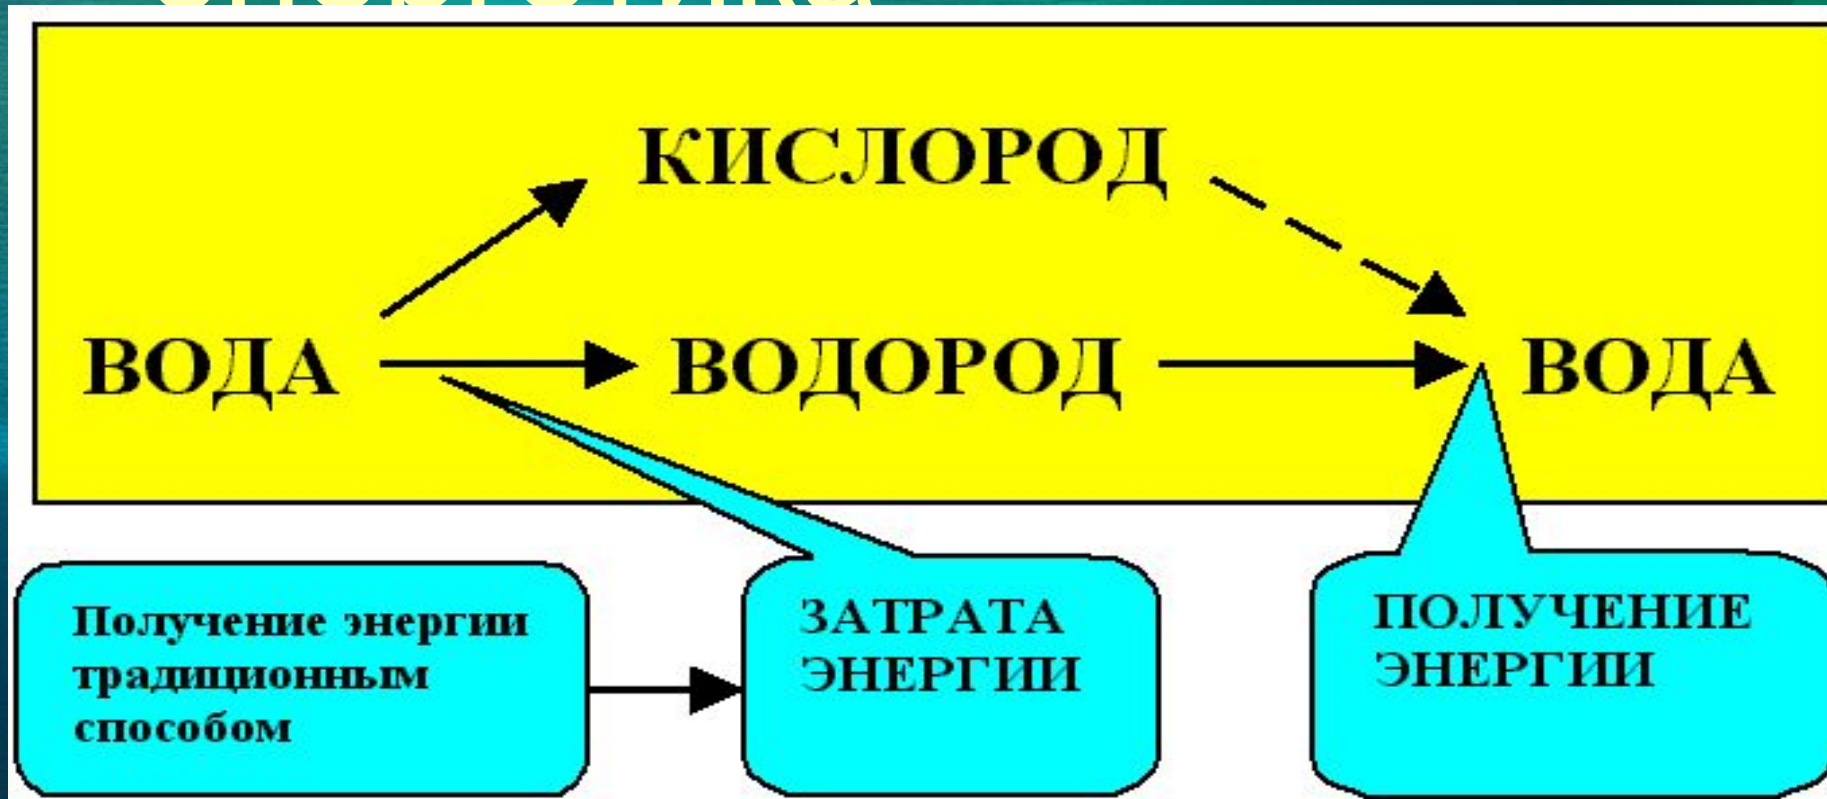 КИСЛОРОД
ВОДА ВОДОРОД ВОДА
Получение энергии
традиционным
способом
ЗАТРАТА
ЭНЕРГИИ
ПОЛУЧЕНИЕ
ЭНЕРГИИ